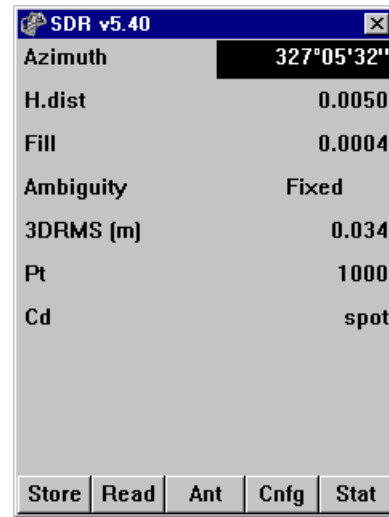 SDR v5.40
Azimuth 327°05'32"
H.dist 0.0050
Fill 0.0004
Ambiguity Fixed
3DRMS (m) 0.034
Pt 1000
Cd spot
Store Read Ant Cnfg Stat